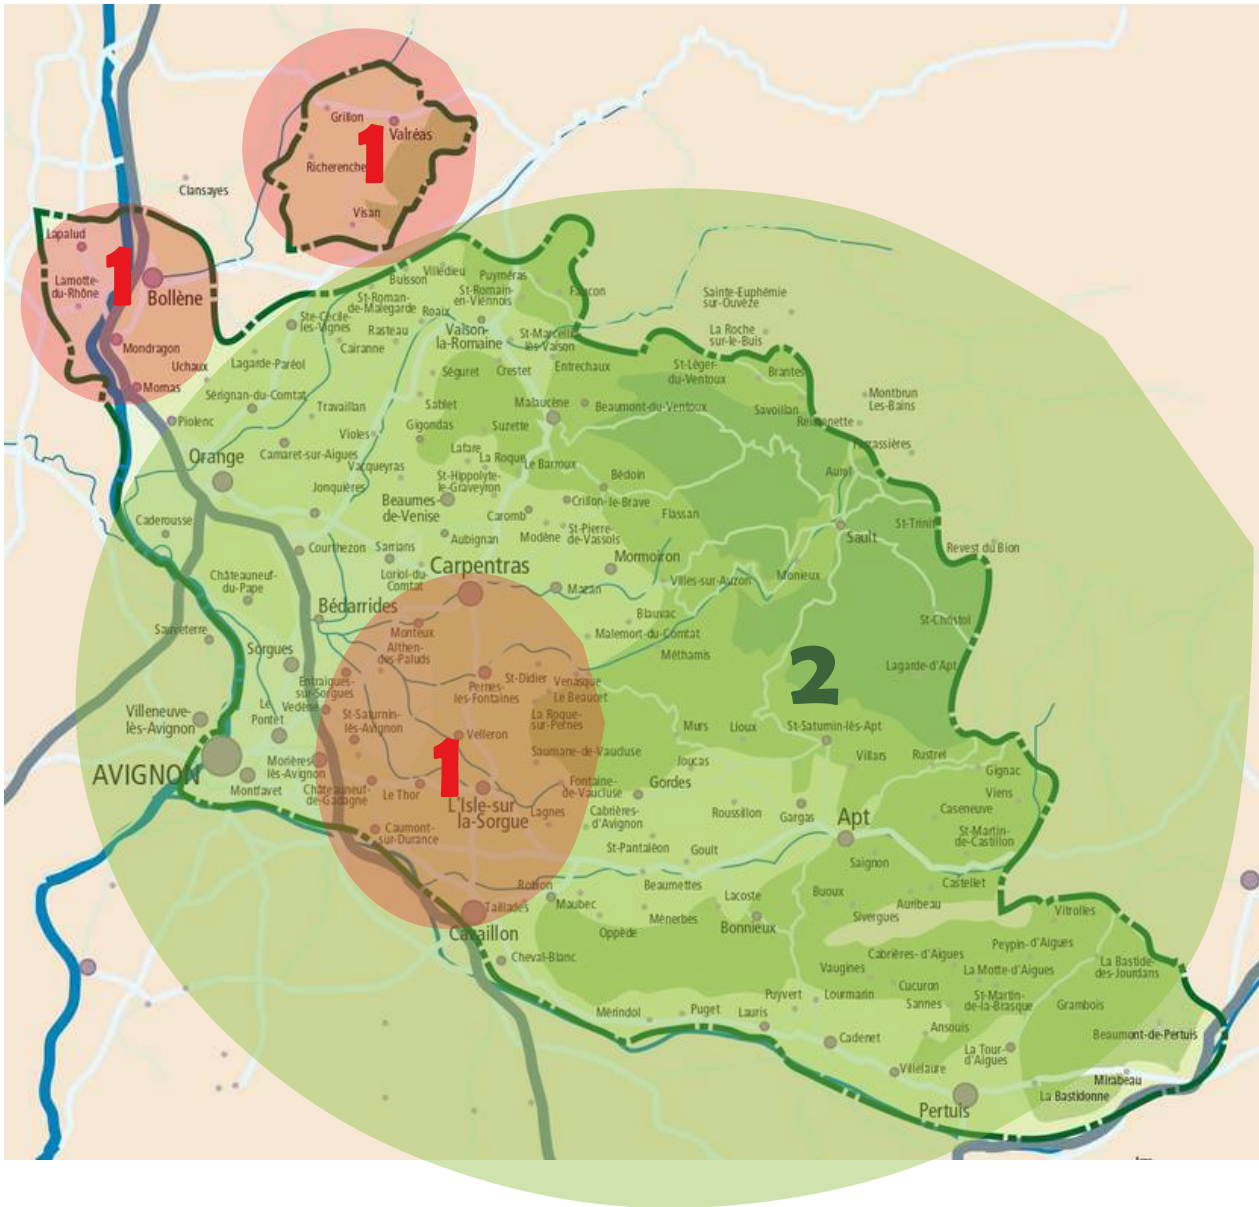 Grillon
Valréas
1
Richerenche
Visan
Clansayes
Lapalud
1
Lamotte-
du-Rhône
Bollène
Mondragon
Uchaux
Mornas
Piolenc
Buisson
Villedieu
Puyméras
St-Romain-
en-Viennois
Faucon
St-Roman-
de-Malegarde
Roaix
Ste-Cécile-
les-Vignes
Rasteau
Vaison-
la-Romaine
St-Marcellin-
lès-Vaison
Cairanne
Lagarde-Paréol
Séguret
Crestet
Entrechaux
Sainte-Euphémie
sur-Ouvèze
La Roche
sur-le-Buis
St-Léger-
du-Ventoux
Brantes
Montbrun
Les-Bains
Savoillan
Reilhannette
Ferrassières
Sérignan-du-Comtat
Travaillan
Sablet
Malaucène
Beaumont-du-Ventoux
Violes
Gigondas
Suzette
Orange
Camaret-sur-Aigues
Vacqueyras
Lafare
La Roque
Le Barroux
St-Hippolyte-
le-Graveyron
Bédoin
Aurel
Jonquières
Beaumes-
de-Venise
Crillon-le-Brave
Caromb
Flassan
Caderousse
Courthezon
Sarrians
Aubignan
Modène
St-Pierre-
de-Vassols
Sault
St-Trinit
Revest du Bion
Loriol-du-
Comtat
Carpentras
Mormoiron
Mazan
Villes-sur-Auzon
Monieux
Châteauneuf-
du-Pape
Bédarrides
Blauvac
Sauveterre
Monteux
Malemort-du-Comtat
St-Christol
Sorgues
Althen-
des-Paluds
Méthamis
Lagarde-d'Apt
2
Entraigues-
sur-Sorgues
Pernes-
les-Fontaines
St-Didier
Venasque
Le Beaucet
Villeneuve-
lès-Avignon
Le
Pontet
Vedène
St-Saturnin-
lès-Avignon
La Roque-
sur-Pernes
Velleron
Murs
Lioux
St-Saturnin-lès-Apt
Saumane-de-Vaucluse
Joucas
Villars
Rustrel
Gignac
AVIGNON
Morières
lès-Avignon
Montfavet
Châteauneuf-
de-Gadagne
Le Thor
1
L'Isle-sur
la-Sorgue
Fontaine-
de-Vaucluse
Gordes
Viens
Lagnes
Cabrières-
d'Avignon
Roussillon
Gargas
Apt
Caseneuve
St-Martin-
de-Castillon
Caumont-
sur-Durance
St-Pantaléon
Goult
Saignon
Robion
Beaumettes
Castellet
Taillades
Maubec
Lacoste
Buoux
Auribeau
Cavaillon
Ménerbes
Bonnieux
Sivergues
Vitrolles
Oppède
Cheval-Blanc
Cabrières- d'Aigues
Peypin-d'Aigues
Vaugines
La Motte-d'Aigues
La Bastide-
des-Jourdans
Puyvert
Lourmarin
Cucuron
Sannes
St-Martin-
de-la-Brasque
Grambois
Mérindol
Puget
Lauris
Cadenet
Ansouis
La Tour-
d'Aigues
Beaumont-de-Pertuis
Villelaure
Mirabeau
La Bastidonne
Pertuis